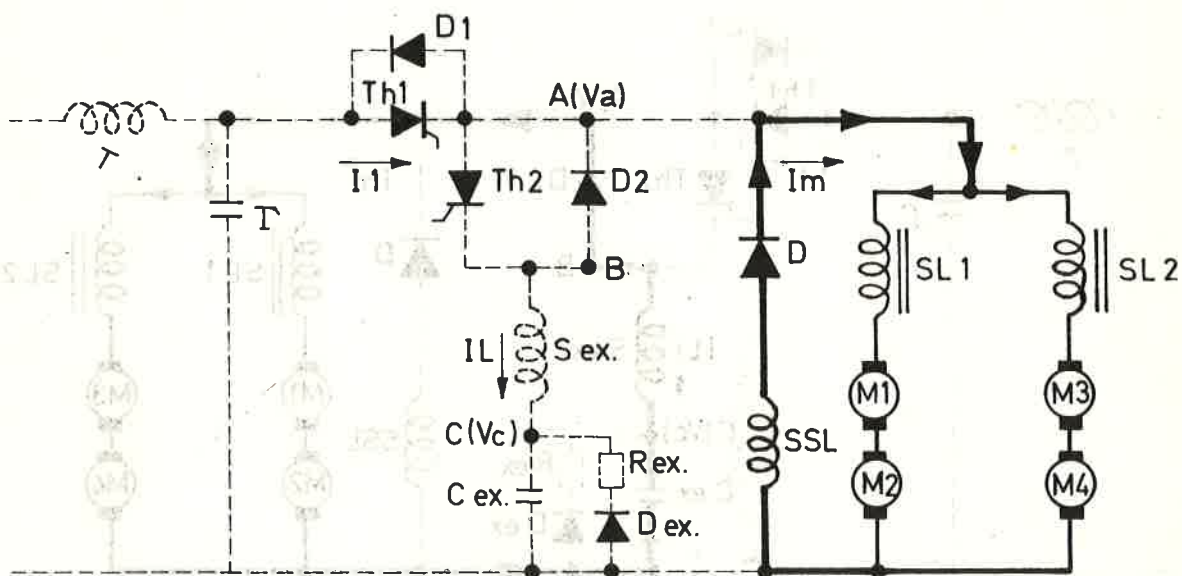 D1
Th1
A(Va)
T
I1
Th2
D2
Im
Γ
B
D
SL1
SL2
IL
S ex.
M1
M3
C(Vc)
R ex.
SSL
C ex.
D ex.
M2
M4